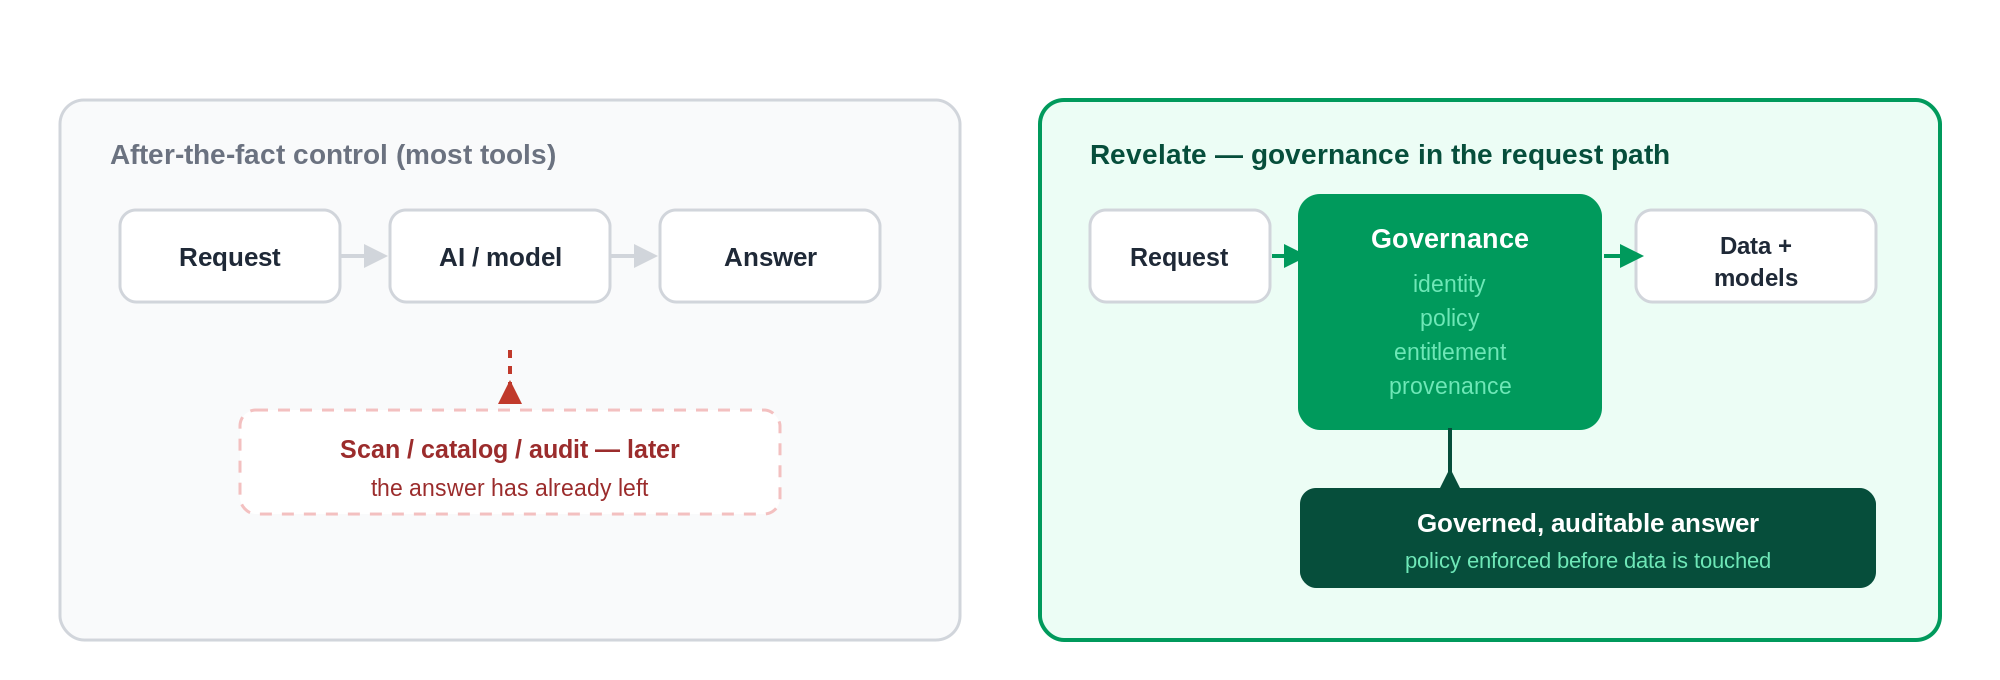 After-the-fact control (most tools)
Request
AI / model
Answer
Scan / catalog / audit — later
the answer has already left
Revelate — governance in the request path
Request
Governance
identity
policy
entitlement
provenance
Data +
models
Governed, auditable answer
policy enforced before data is touched